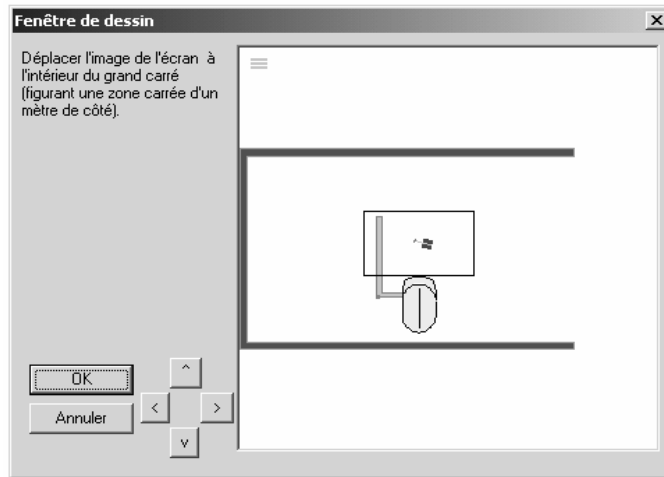 Fenêtre de dessin
Déplacer l'image de l'écran à
l'intérieur du grand carré
(figurant une zone carrée d'un
mètre de côté).
OK
Annuler
^
<
>
v